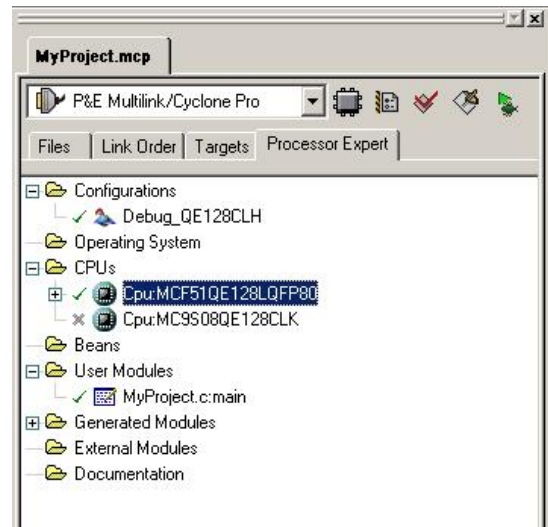 MyProject.mcp
P&E Multilink/Cyclone Pro
Files Link Order Targets Processor Expert
Configurations
Debug_QE128CLH
Operating System
CPUs
Cpu:MCF51QE128LQFP80
Cpu:MC9S08QE128CLK
Beans
User Modules
MyProject.c:main
Generated Modules
External Modules
Documentation